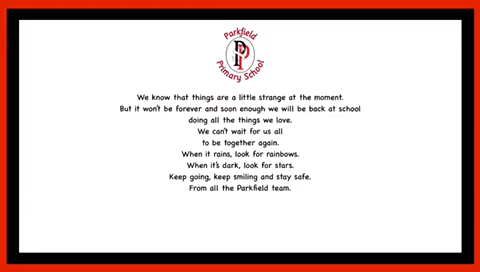 Parkfield
PP
Primary School
We know that things are a little strange at the moment.
But it won't be forever and soon enough we will be back at school
doing all the things we love.
We can't wait for us all
to be together again.
When it rains, look for rainbows.
When it's dark, look for stars.
Keep going, keep smiling and stay safe.
From all the Parkfield team.